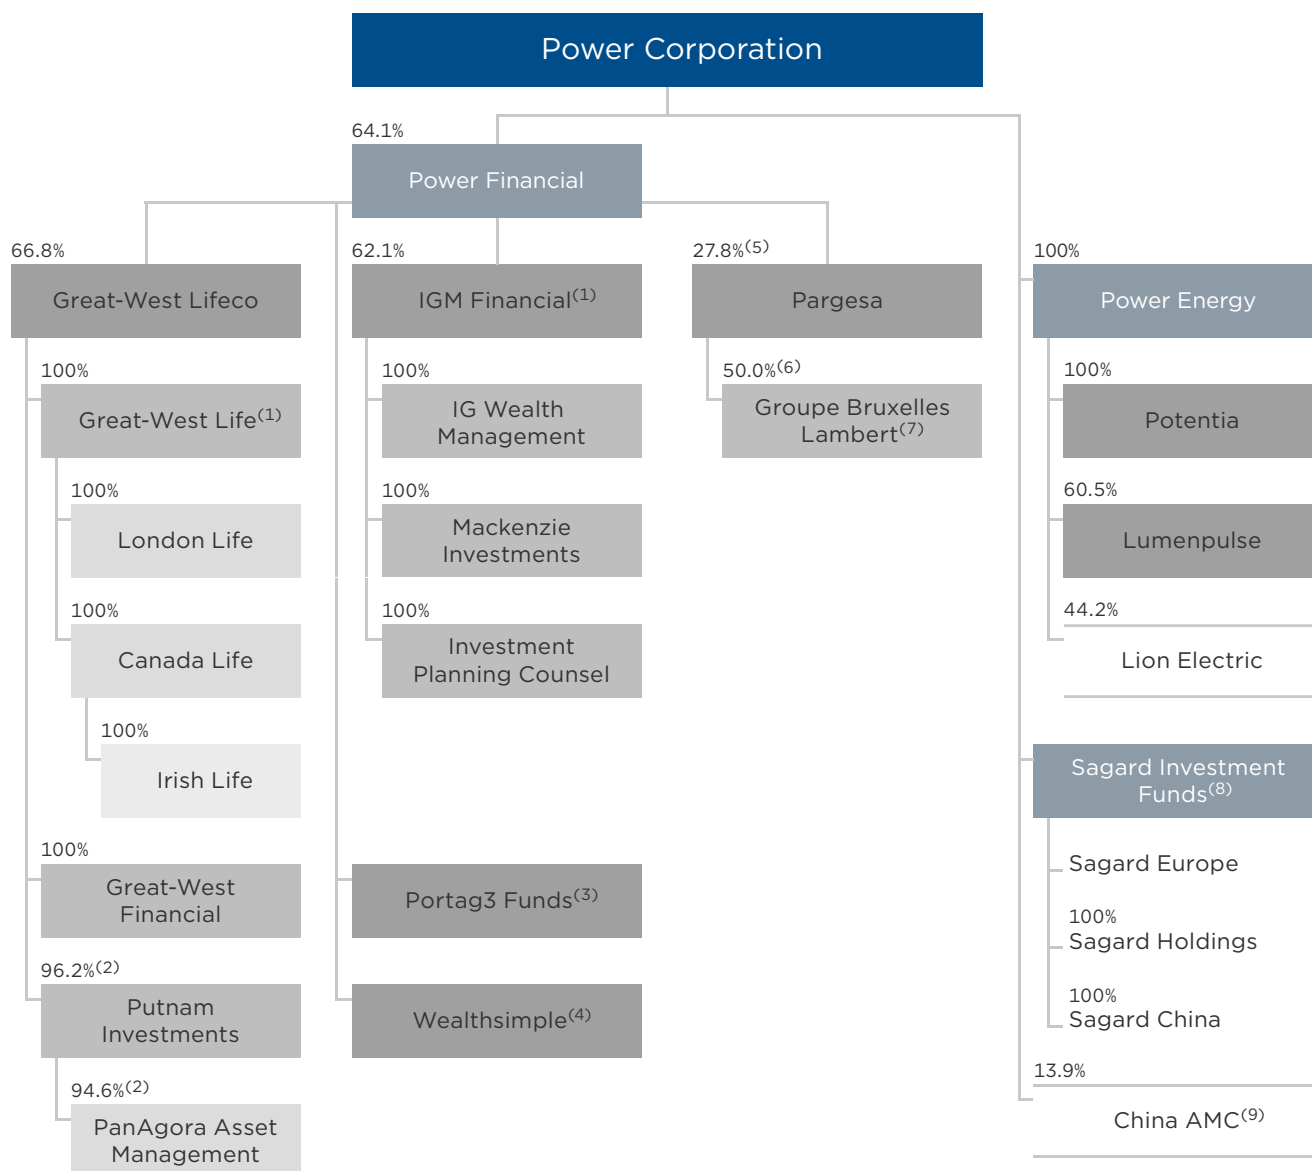 Power Corporation
64.1%
Power Financial
66.8%
Great-West Lifeco
100%
Great-West Life(1)
100%
London Life
100%
Canada Life
100%
Irish Life
100%
Great-West
Financial
96.2%(2)
Putnam
Investments
94.6%(2)
PanAgora Asset
Management
62.1%
IGM Financial(1)
100%
IG Wealth
Management
100%
Mackenzie
Investments
100%
Investment
Planning Counsel
Portag3 Funds(3)
Wealthsimple(4)
27.8%(5)
Pargesa
50.0%(6)
Groupe Bruxelles
Lambert(7)
100%
Power Energy
100%
Potentia
60.5%
Lumenpulse
44.2%
Lion Electric
Sagard Investment
Funds(8)
Sagard Europe
100%
Sagard Holdings
100%
Sagard China
13.9%
China AMC(9)